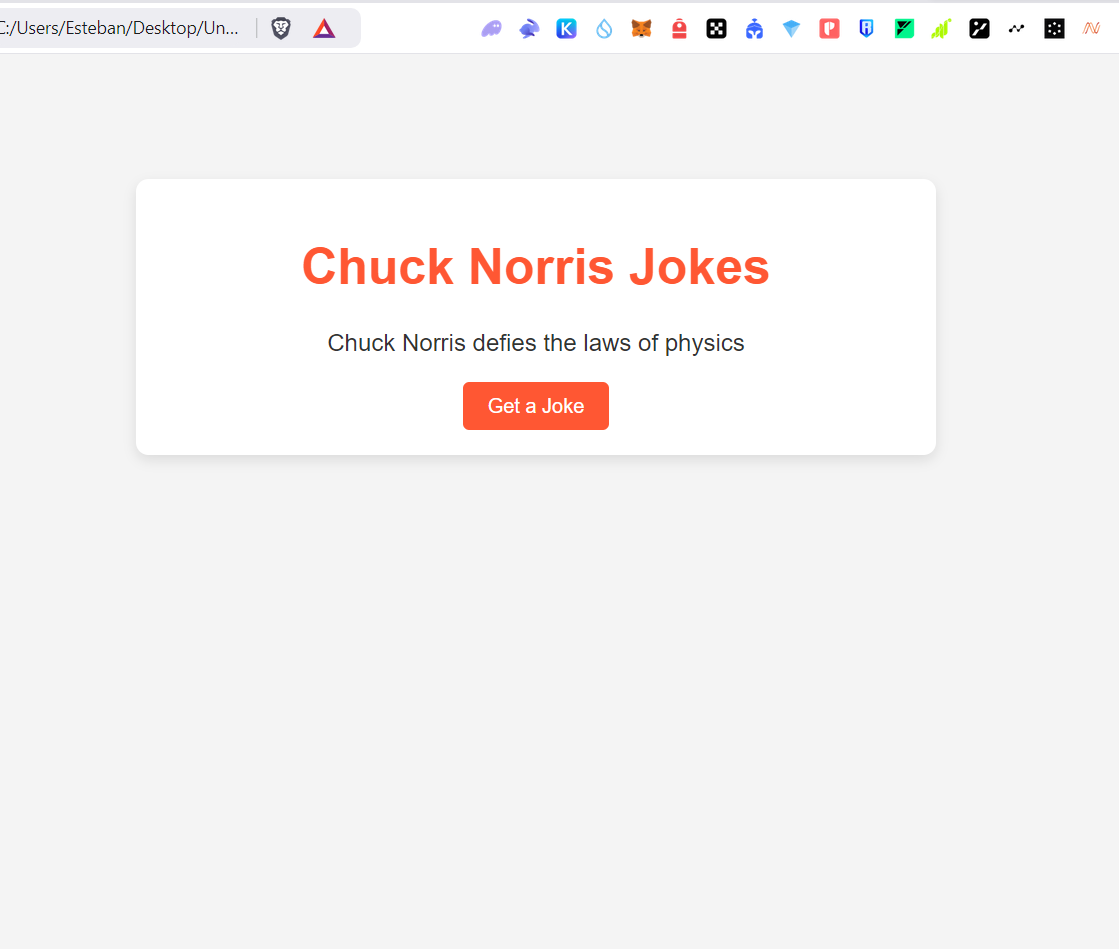 C:/Users/Esteban/Desktop/Un...
Chuck Norris Jokes
Chuck Norris defies the laws of physics
Get a Joke